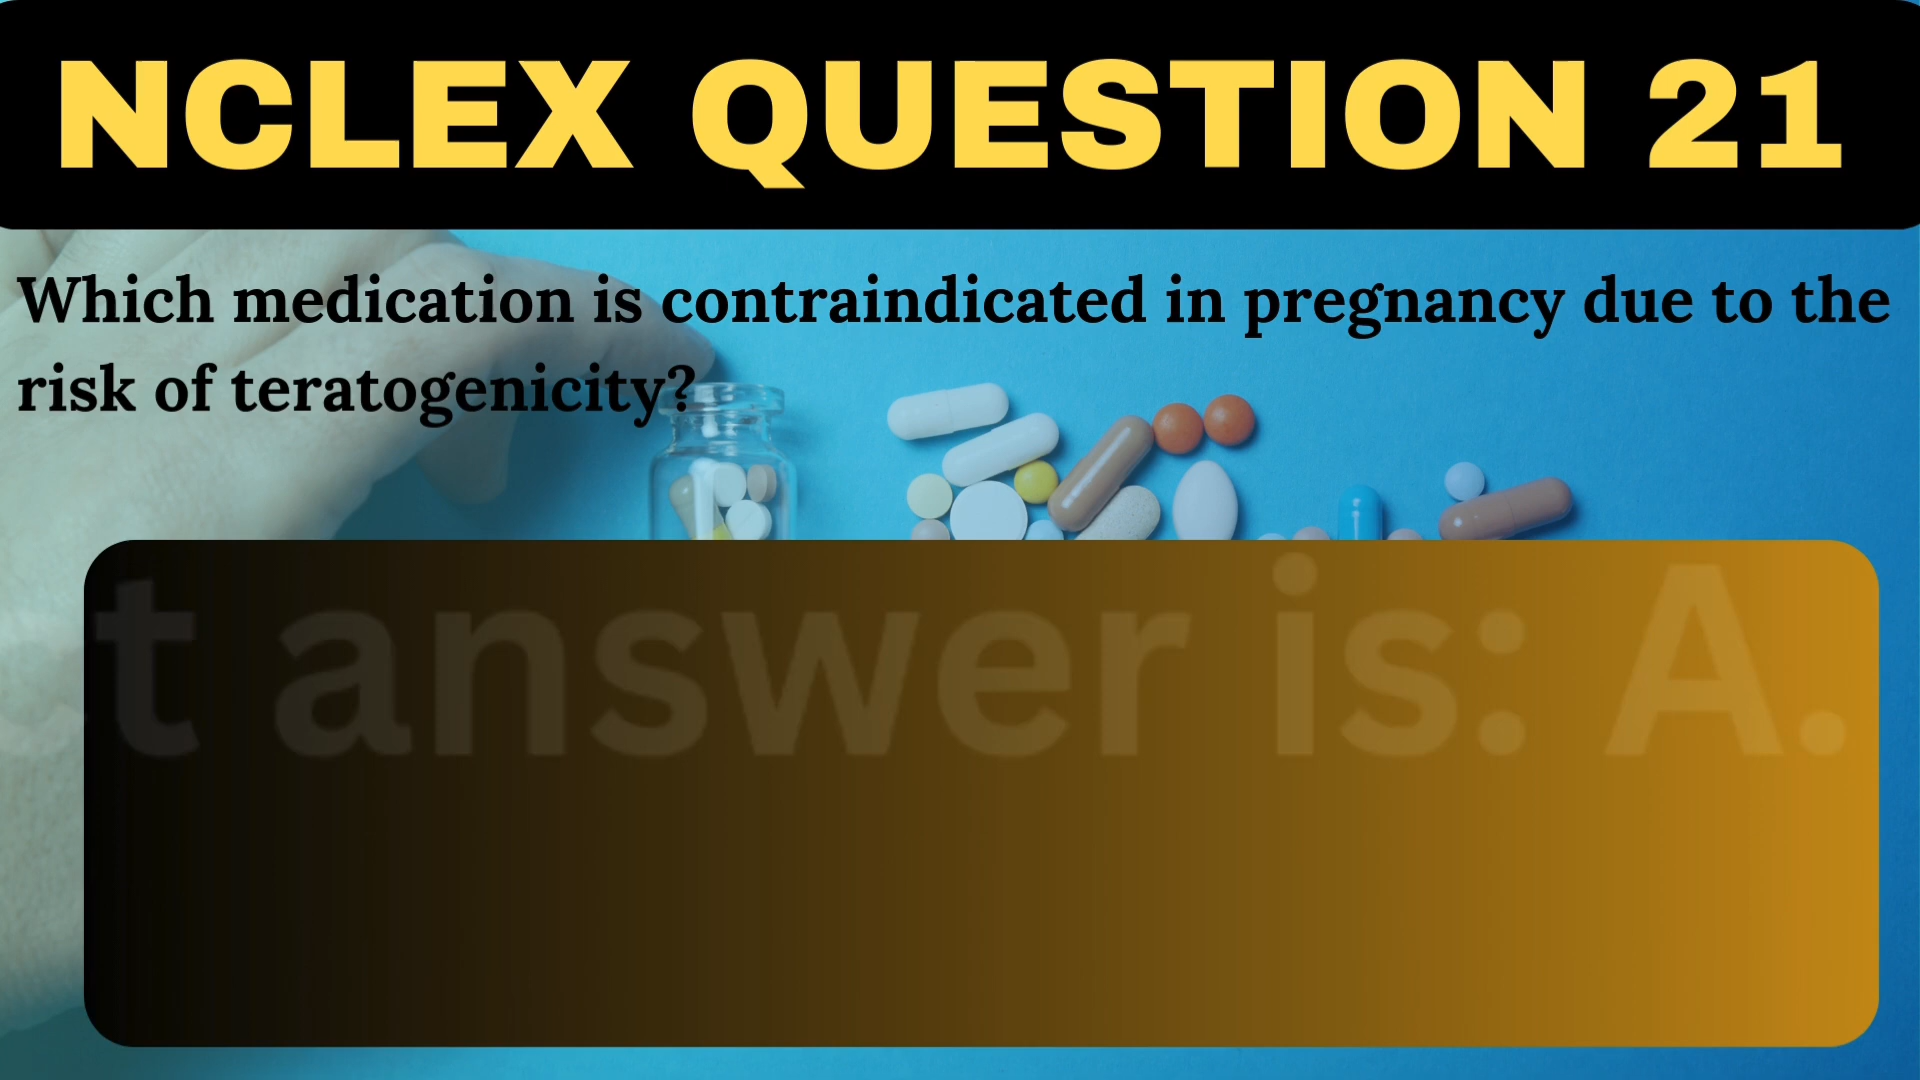 NCLEX QUESTION 21
Which medication is contraindicated in pregnancy due to the
risk of teratogenicity?
t answer is: A.